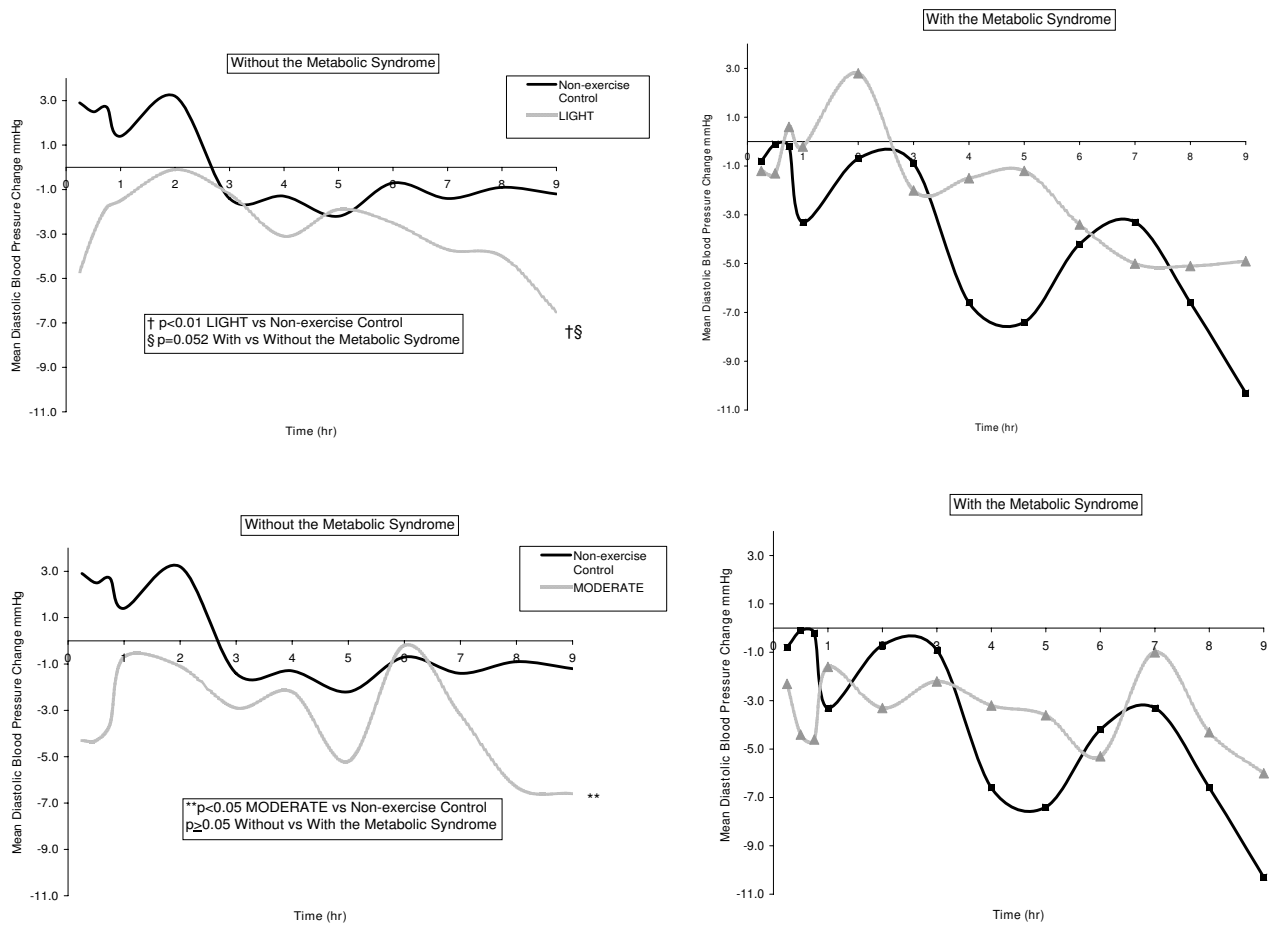 Without the Metabolic Syndrome
Non-exercise
Control
LIGHT
3.0
1.0
-1.0
-3.0
-5.0
-7.0
-9.0
-11.0
0 1 2 3 4 5 6 7 8 9
Mean Diastolic Blood Pressure Change mmHg
† p<0.01 LIGHT vs Non-exercise Control
§ p=0.052 With vs Without the Metabolic Sydrome
†§
Time (hr)
With the Metabolic Syndrome
3.0
1.0
-1.0
-3.0
-5.0
-7.0
-9.0
-11.0
0 1 2 3 4 5 6 7 8 9
Mean Diastolic Blood Pressure Change mmHg
Time (hr)
Without the Metabolic Syndrome
Non-exercise
Control
MODERATE
3.0
1.0
-1.0
-3.0
-5.0
-7.0
-9.0
-11.0
0 1 2 3 4 5 6 7 8 9
Mean Diastolic Blood Pressure Change mmHg
**p<0.05 MODERATE vs Non-exercise Control
p≥0.05 Without vs With the Metabolic Syndrome
**
Time (hr)
With the Metabolic Syndrome
3.0
1.0
-1.0
-3.0
-5.0
-7.0
-9.0
-11.0
0 1 2 3 4 5 6 7 8 9
Mean Diastolic Blood Pressure Change mmHg
Time (hr)